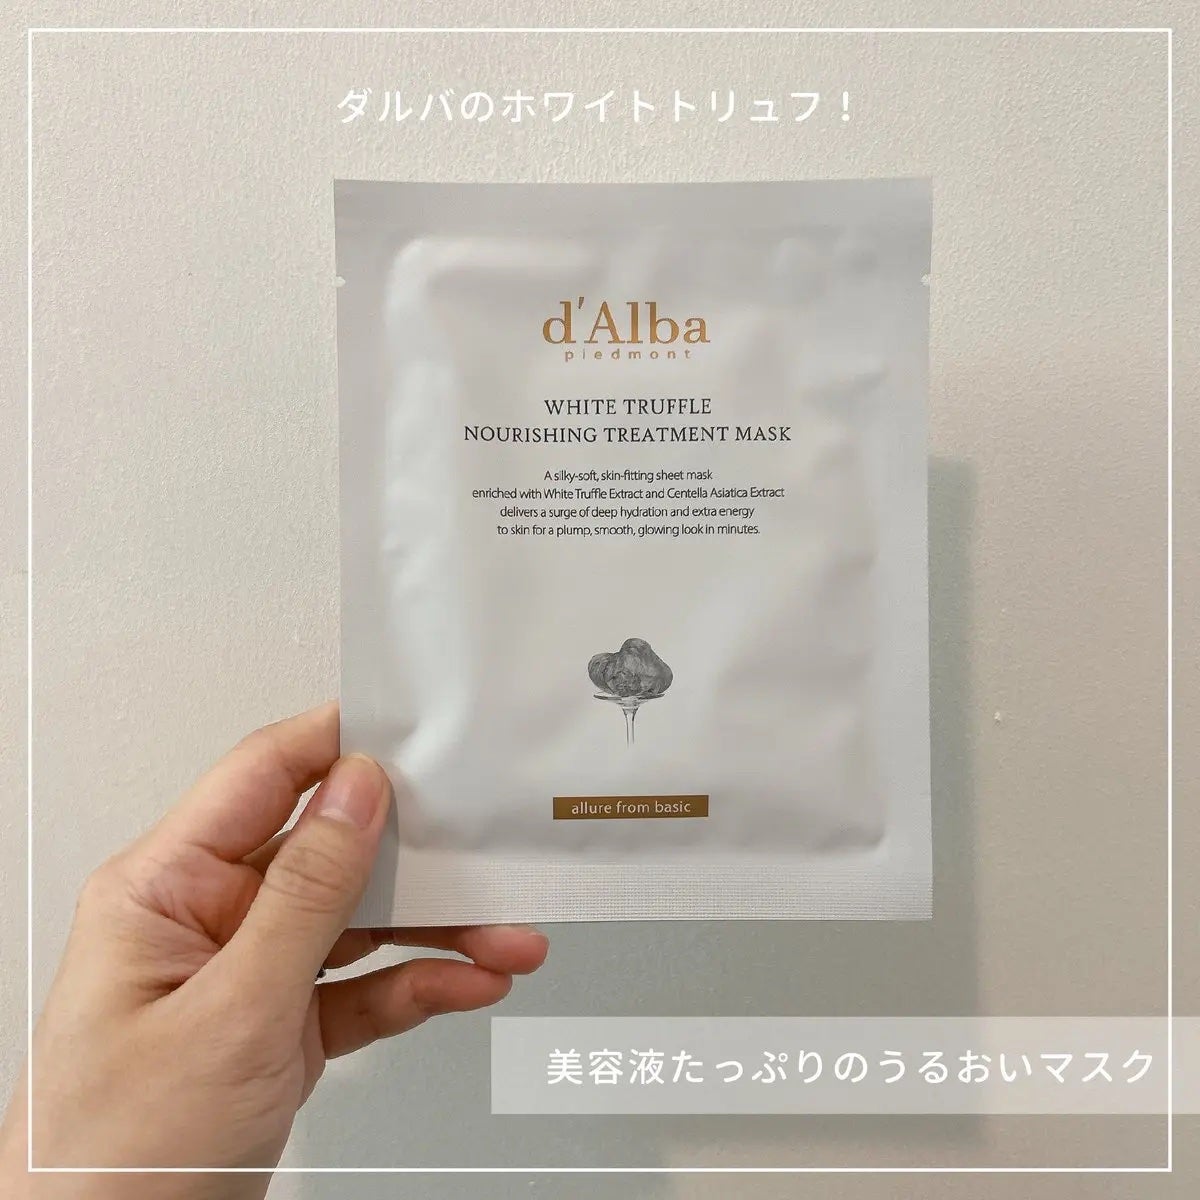 ダルバのホワイトトリュフ！
d'Alba
piedmont
WHITE TRUFFLE
NOURISHING TREATMENT MASK
A silky-soft, skin-fitting sheet mask
enriched with White Truffle Extract and Centella Asiatica Extract
delivers a surge of deep hydration and extra energy
to skin for a plump, smooth, glowing look in minutes.
allure from basic
美容液たっぷりのうるおいマスク